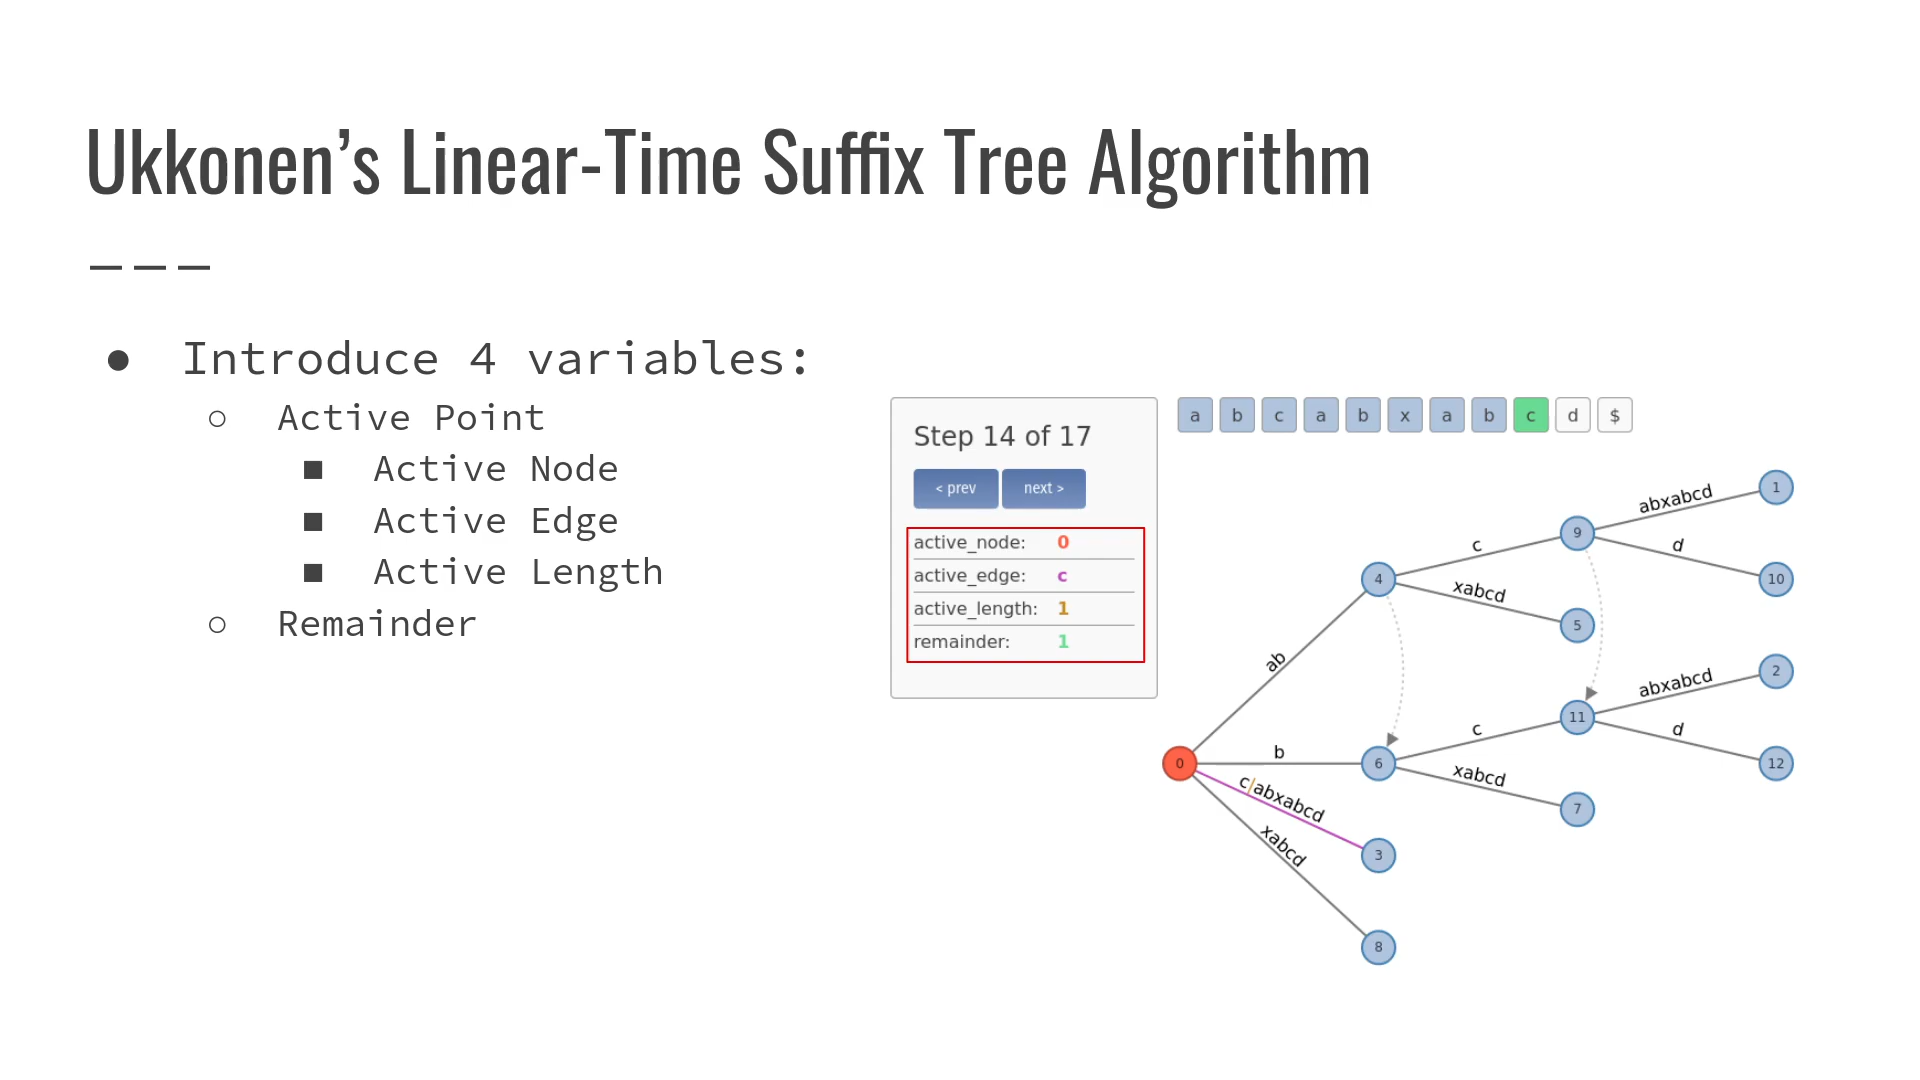 Ukkonen’s Linear-Time Suffix Tree Algorithm
● Introduce 4 variables:
○ Active Point
■ Active Node
■ Active Edge
■ Active Length
○ Remainder
Step 14 of 17
< prev next >
active_node: 0
active_edge: c
active_length: 1
remainder: 1
a b c a b x a b c d $
abxabcd 1
c 9 d
4 xabcd 10
5
ab
abxabcd 2
c 11 d
0 b 6 xabcd 12
7
c|abxabcd
xabcd 3
8